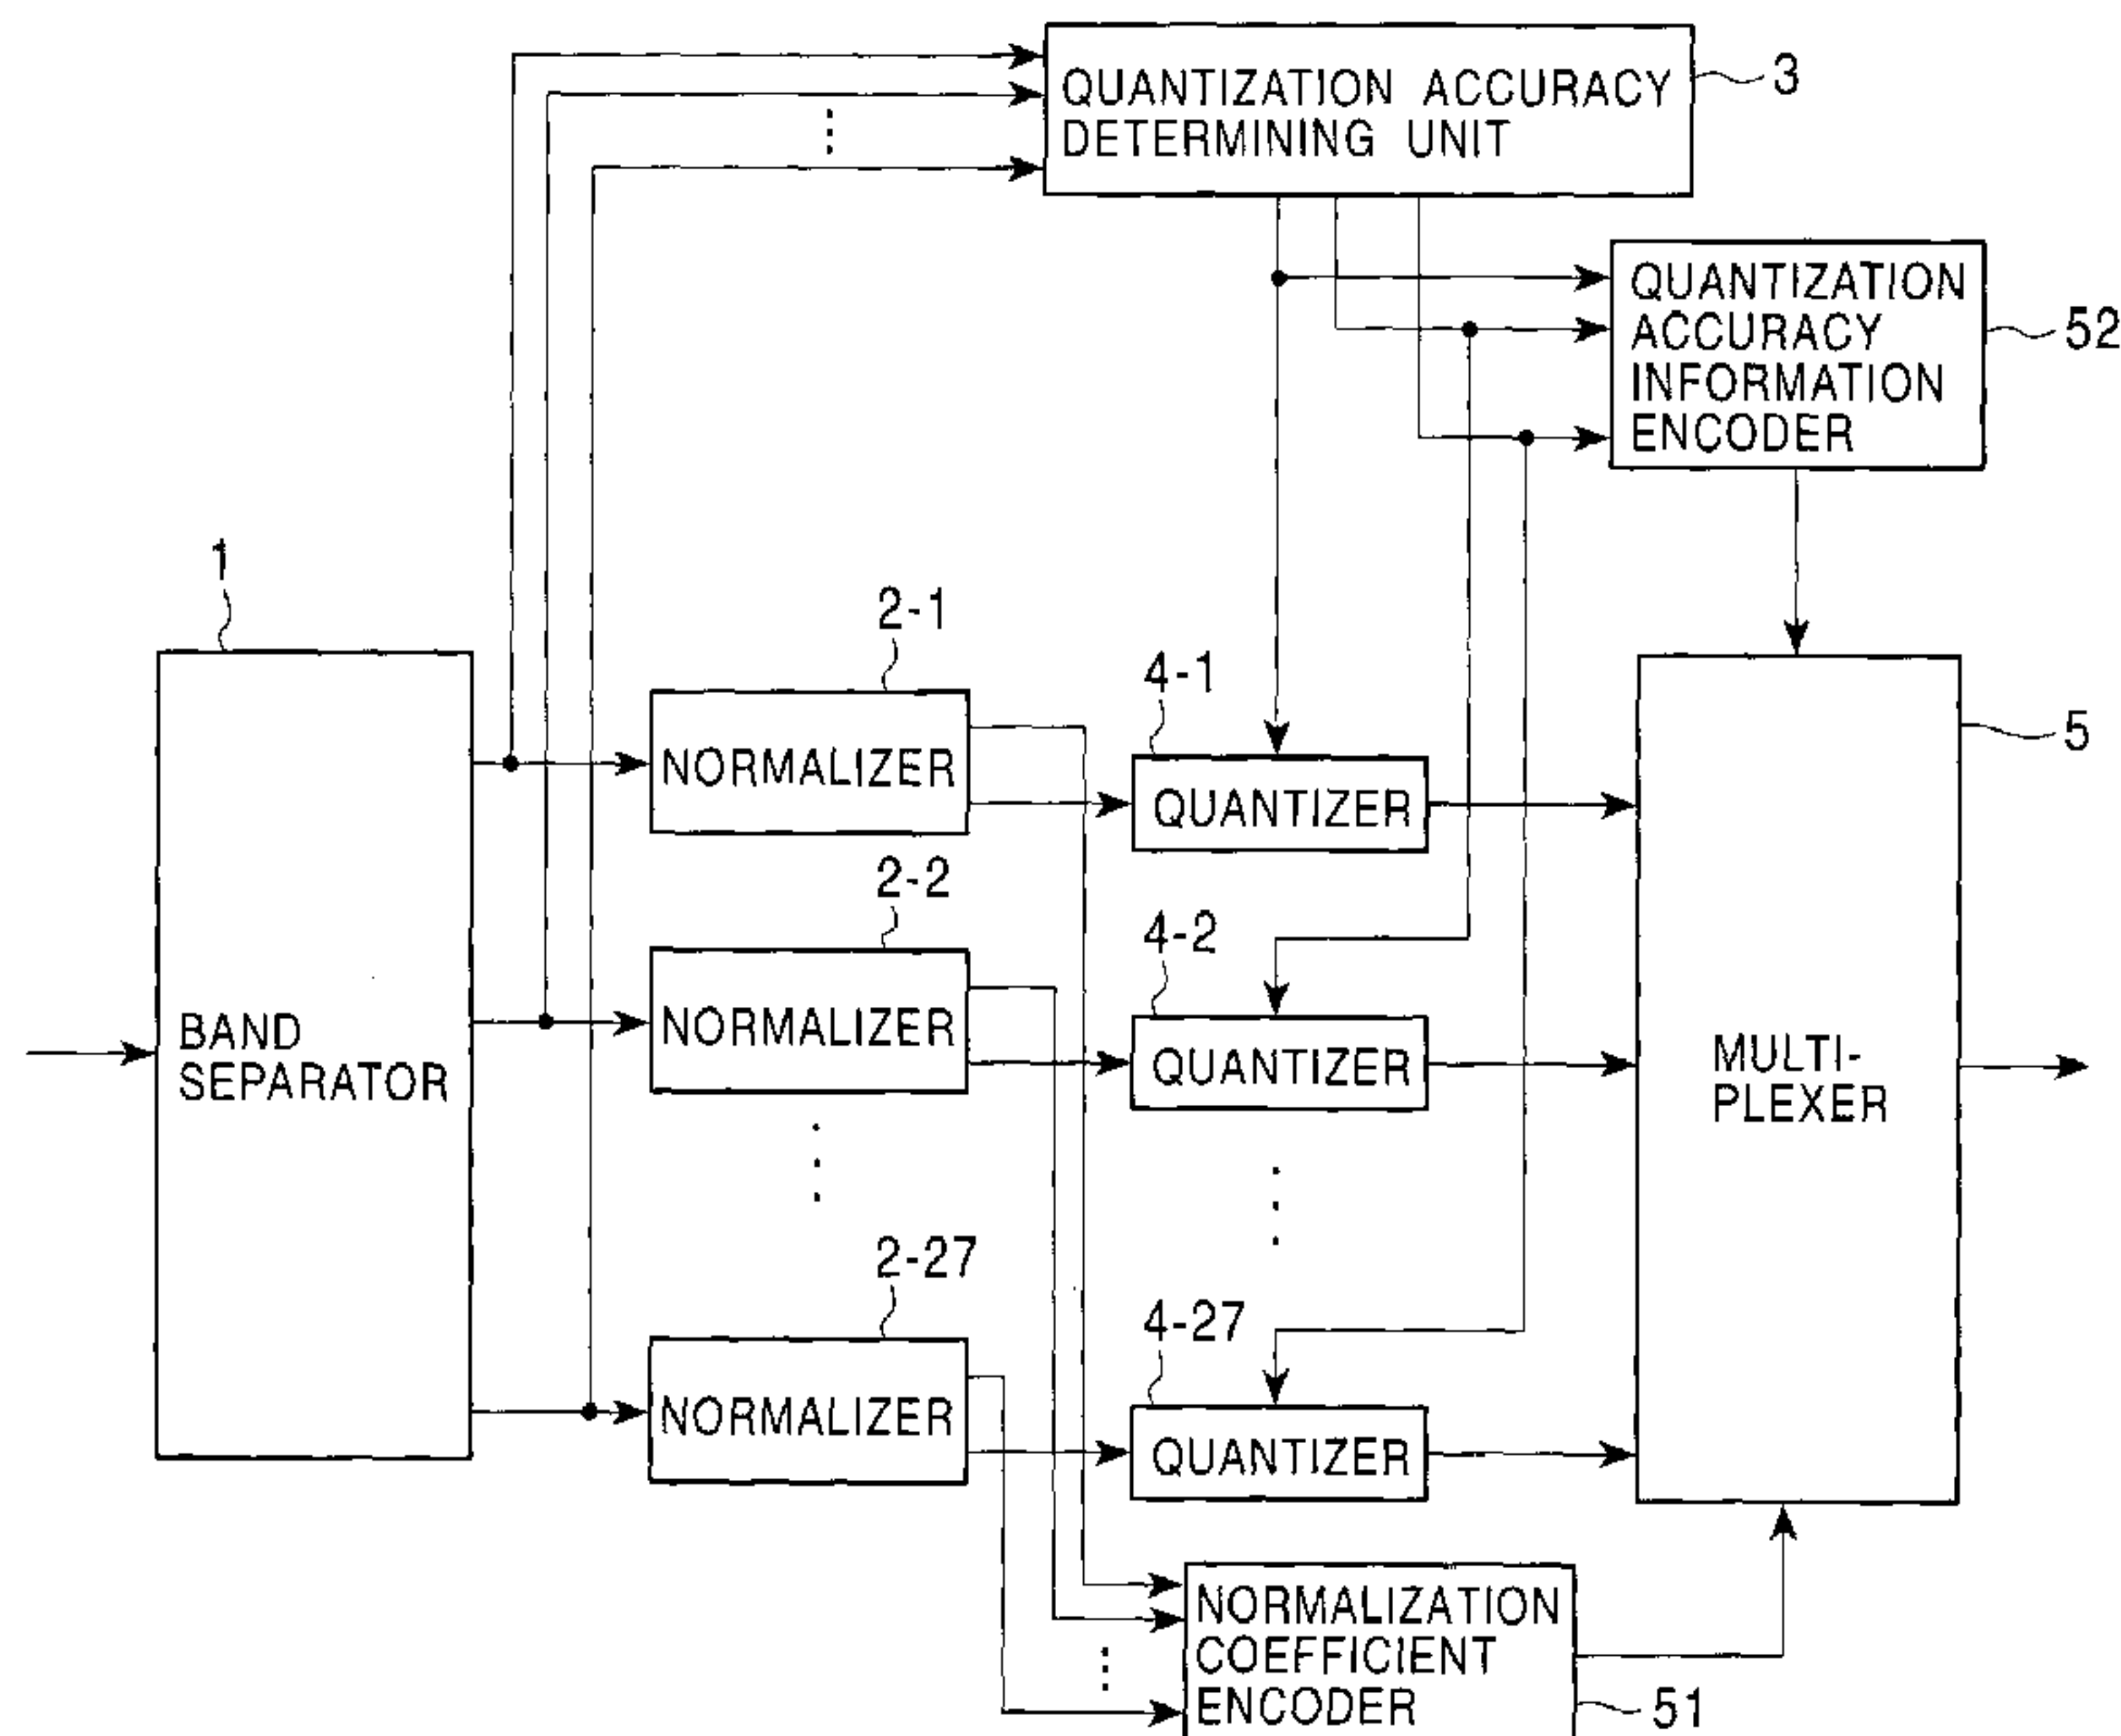 QUANTIZATION ACCURACY
DETERMINING UNIT
3
QUANTIZATION
ACCURACY
INFORMATION
ENCODER
52
1
BAND
SEPARATOR
2-1
NORMALIZER
4-1
QUANTIZER
5
MULTI-
PLEXER
2-2
NORMALIZER
4-2
QUANTIZER
2-27
NORMALIZER
4-27
QUANTIZER
NORMALIZATION
COEFFICIENT
ENCODER
51